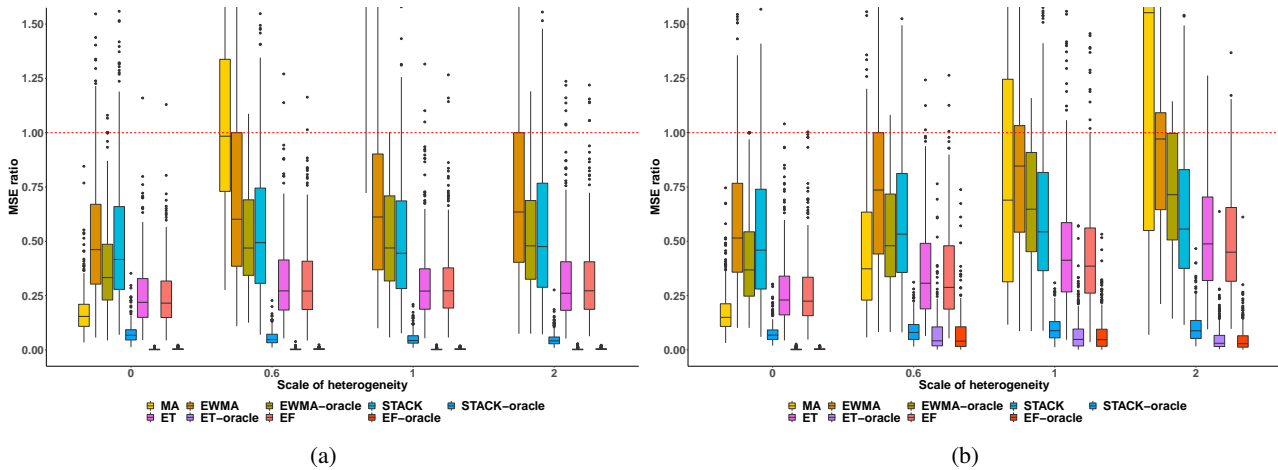 1.50
1.25
1.00
0.75
0.50
0.25
0.00
MSE ratio
0 0.6 1 2
Scale of heterogeneity
MA EWMA EWMA−oracle STACK STACK−oracle
ET ET−oracle EF EF−oracle
(a)
1.50
1.25
1.00
0.75
0.50
0.25
0.00
MSE ratio
0 0.6 1 2
Scale of heterogeneity
MA EWMA EWMA−oracle STACK STACK−oracle
ET ET−oracle EF EF−oracle
(b)